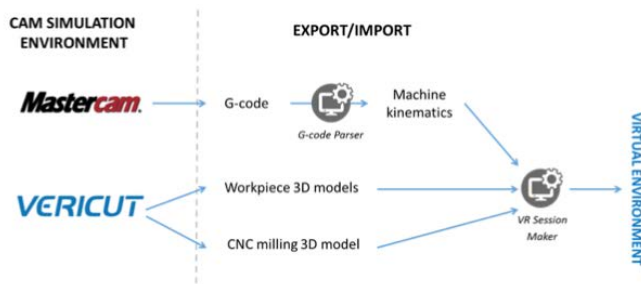 CAM SIMULATION
ENVIRONMENT
EXPORT/IMPORT
Mastercam.
G-code
G-code Parser
Machine
kinematics
VERICUT
Workpiece 3D models
CNC milling 3D model
VR Session
Maker
VIRTUAL ENVIRONMENT